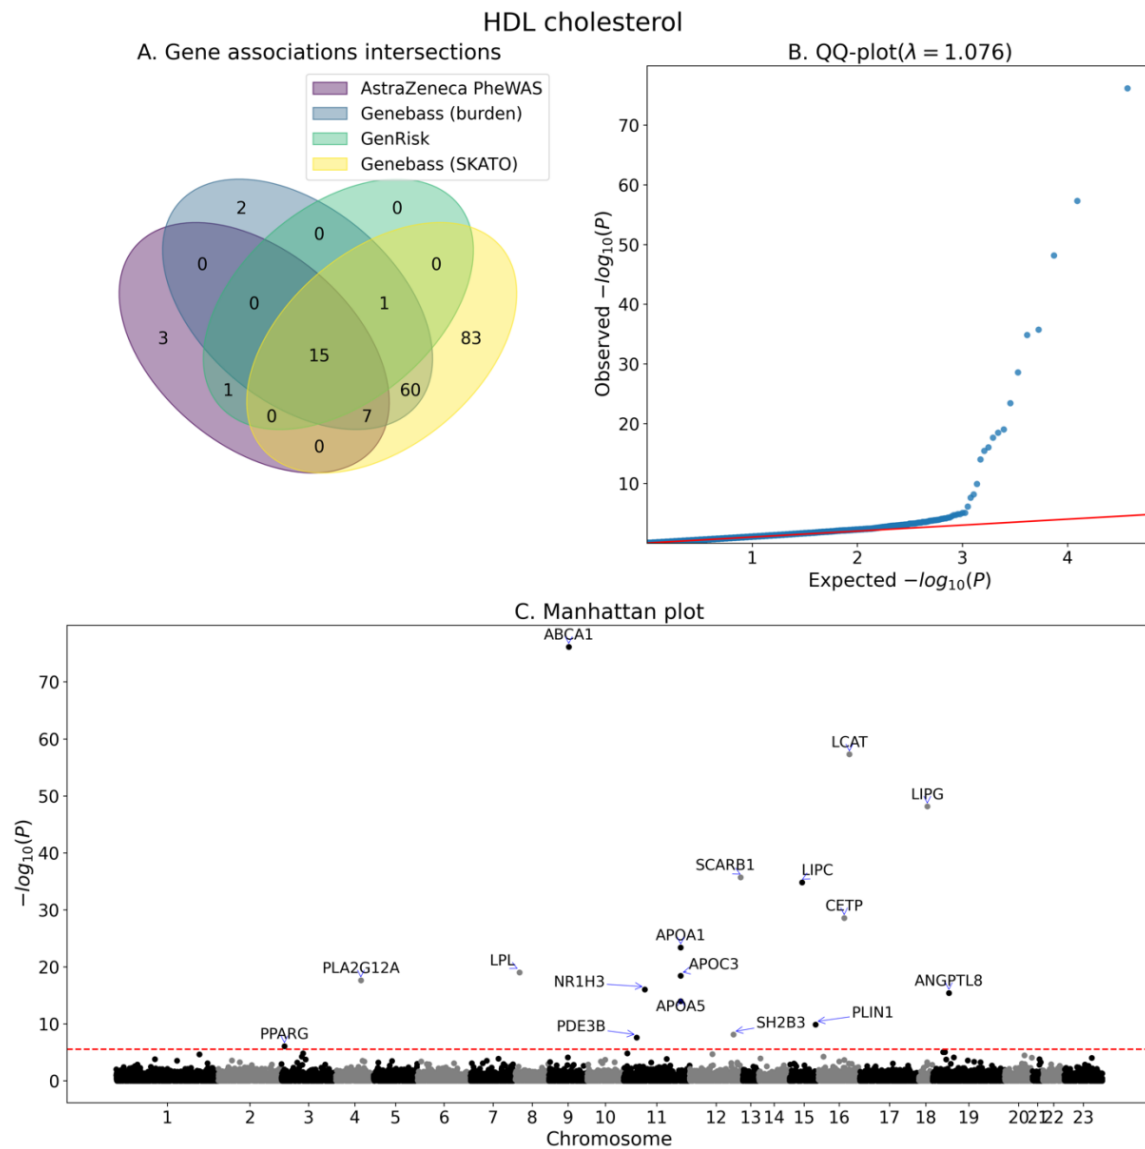 HDL cholesterol
A. Gene associations intersections
AstraZeneca PheWAS
Genebass (burden)
GenRisk
Genebass (SKATO)
2
0
0
0
0
0
1
3
83
15
1
60
0
7
0
B. QQ-plot(λ = 1.076)
Observed −log₁₀(P)
70
60
50
40
30
20
10
1 2 3 4
Expected −log₁₀(P)
C. Manhattan plot
−log₁₀(P)
70
60
50
40
30
20
10
0
ABCA1
LCAT
LIPG
SCARB1
LIPC
CETP
APOA1
PLA2G12A
LPL
APOC3
NR1H3
ANGPTL8
APOA5
PLIN1
PDE3B
SH2B3
PPARG
1 2 3 4 5 6 7 8 9 10 11 12 13 14 15 16 17 18 19 20 21 22 23
Chromosome